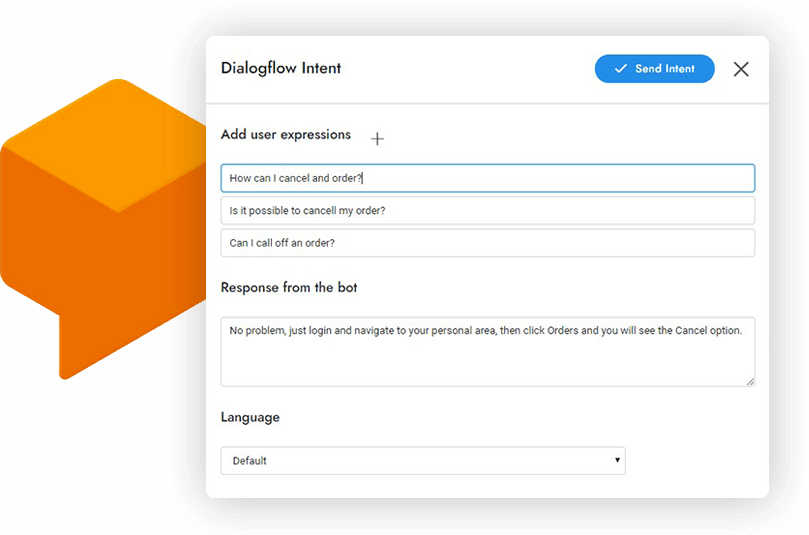 Dialogflow Intent
Send Intent
Add user expressions
How can I cancel and order?
Is it possible to cancell my order?
Can I call off an order?
Response from the bot
No problem, just login and navigate to your personal area, then click Orders and you will see the Cancel option.
Language
Default